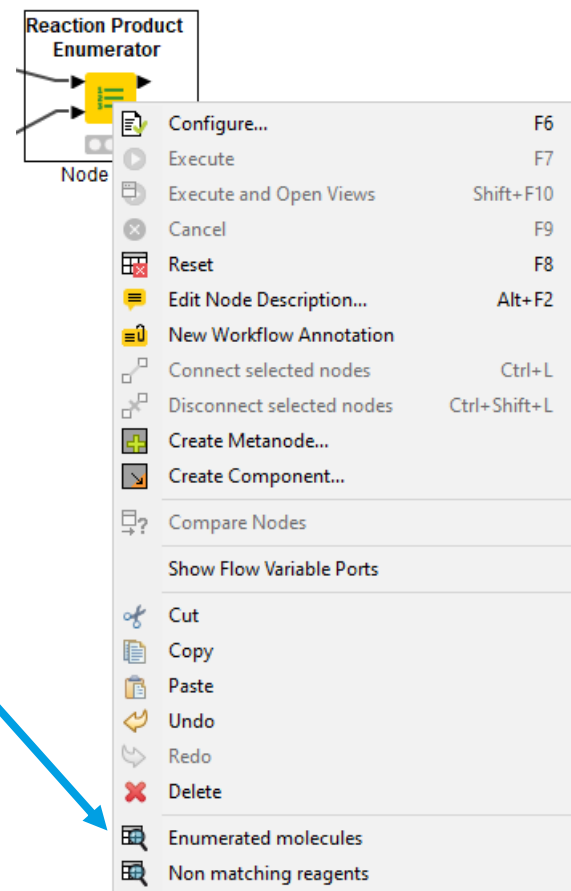 Reaction Product
Enumerator
Node
Configure... F6
Execute F7
Execute and Open Views Shift+F10
Cancel F9
Reset F8
Edit Node Description... Alt+F2
New Workflow Annotation
Connect selected nodes Ctrl+L
Disconnect selected nodes Ctrl+Shift+L
Create Metanode...
Create Component...
Compare Nodes
Show Flow Variable Ports
Cut
Copy
Paste
Undo
Redo
Delete
Enumerated molecules
Non matching reagents